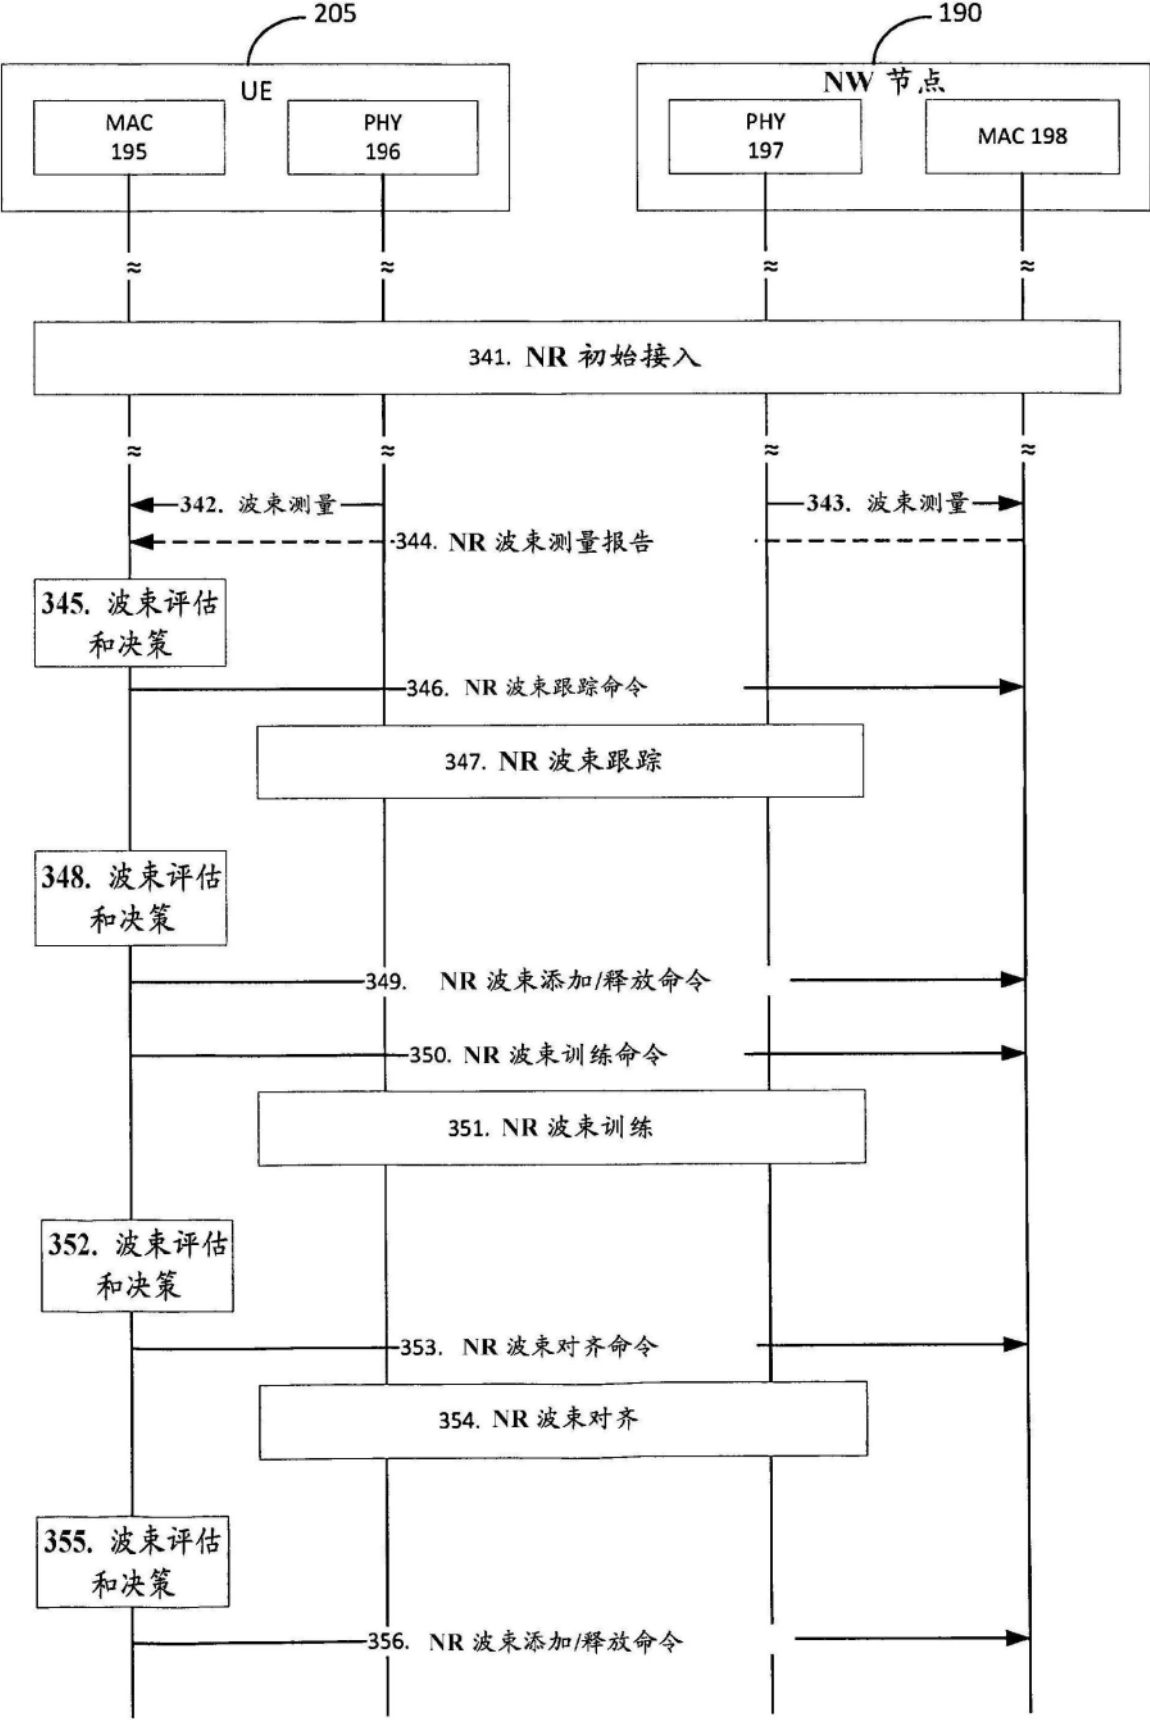 205
190
UE
NW 节点
MAC
195
PHY
196
PHY
197
MAC 198
≈ ≈ ≈ ≈
341. NR 初始接入
≈ ≈ ≈ ≈
342. 波束测量
343. 波束测量
344. NR 波束测量报告
345. 波束评估
和决策
346. NR 波束跟踪命令
347. NR 波束跟踪
348. 波束评估
和决策
349. NR 波束添加/释放命令
350. NR 波束训练命令
351. NR 波束训练
352. 波束评估
和决策
353. NR 波束对齐命令
354. NR 波束对齐
355. 波束评估
和决策
356. NR 波束添加/释放命令